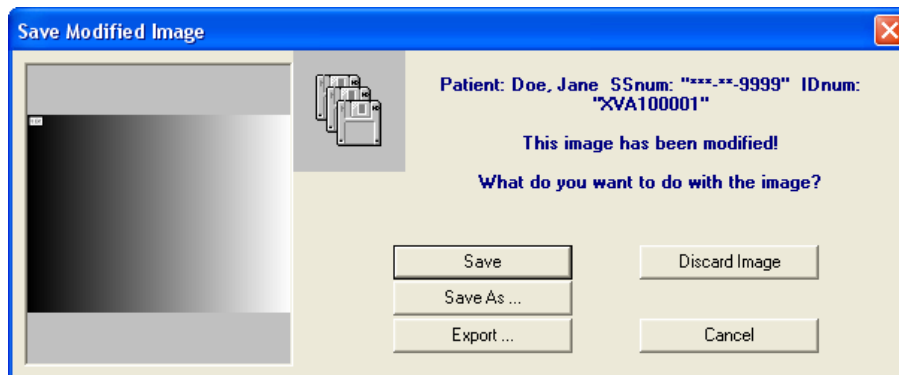 Save Modified Image
Patient: Doe, Jane SSnum: "***-**-9999" IDnum:
"XVA100001"
This image has been modified!
What do you want to do with the image?
Save
Discard Image
Save As ...
Export ...
Cancel